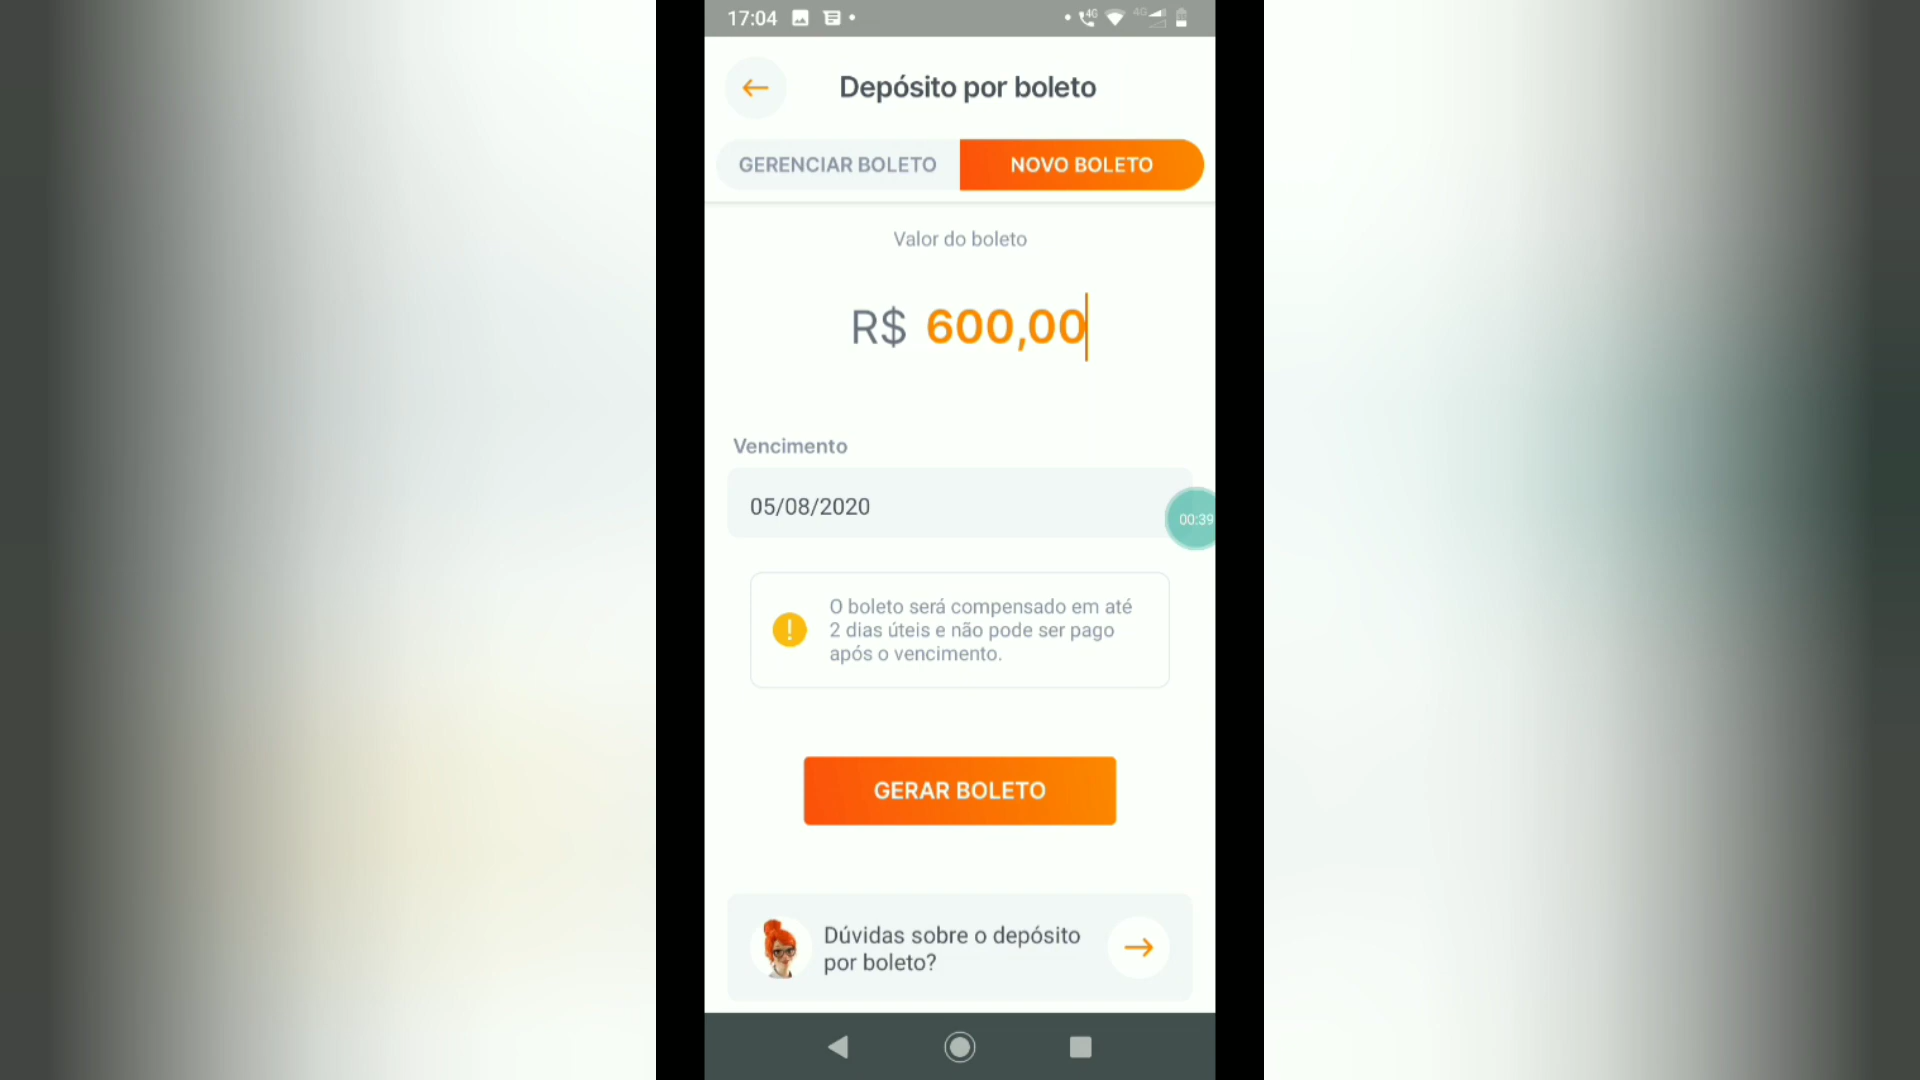 17:04
4G
4G
Depósito por boleto
GERENCIAR BOLETO
NOVO BOLETO
Valor do boleto
R$ 600,00
Vencimento
05/08/2020
00:39
O boleto será compensado em até
2 dias úteis e não pode ser pago
após o vencimento.
GERAR BOLETO
Dúvidas sobre o depósito
por boleto?